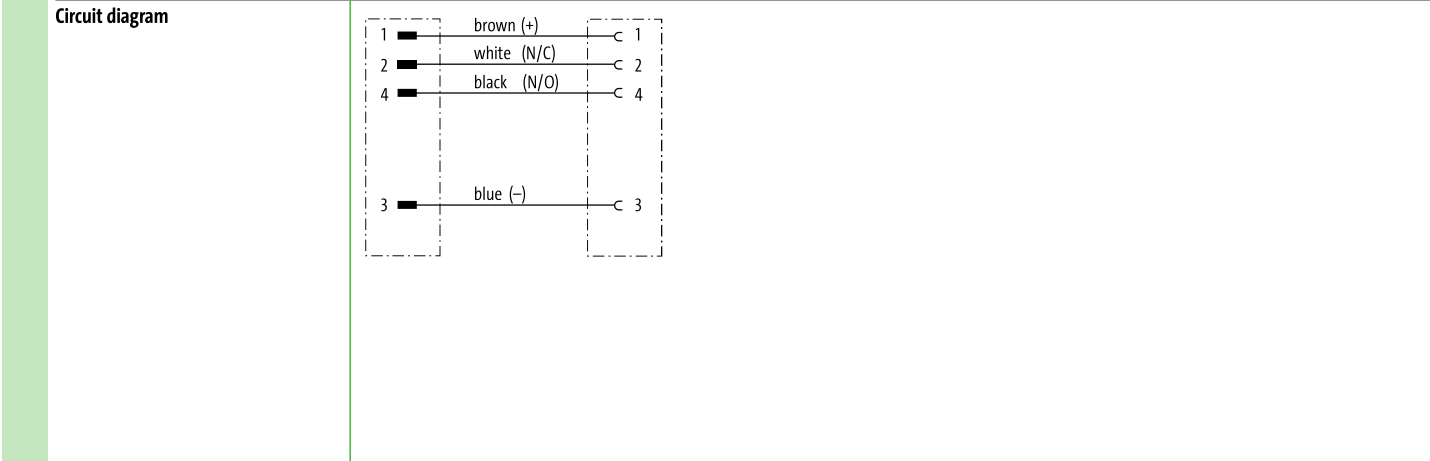 Circuit diagram
1 brown (+) 1
2 white (N/C) 2
4 black (N/O) 4
3 blue (–) 3